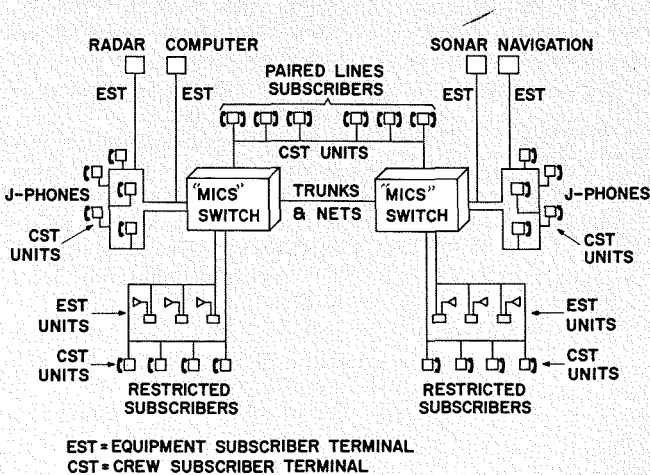 RADAR COMPUTER
SONAR NAVIGATION
PAIRED LINES
SUBSCRIBERS
EST
EST
EST
EST
CST UNITS
J-PHONES
CST
UNITS
"MICS"
SWITCH
TRUNKS
& NETS
"MICS"
SWITCH
J-PHONES
CST
UNITS
EST
UNITS
CST
UNITS
RESTRICTED
SUBSCRIBERS
EST
UNITS
CST
UNITS
RESTRICTED
SUBSCRIBERS
EST = EQUIPMENT SUBSCRIBER TERMINAL
CST = CREW SUBSCRIBER TERMINAL